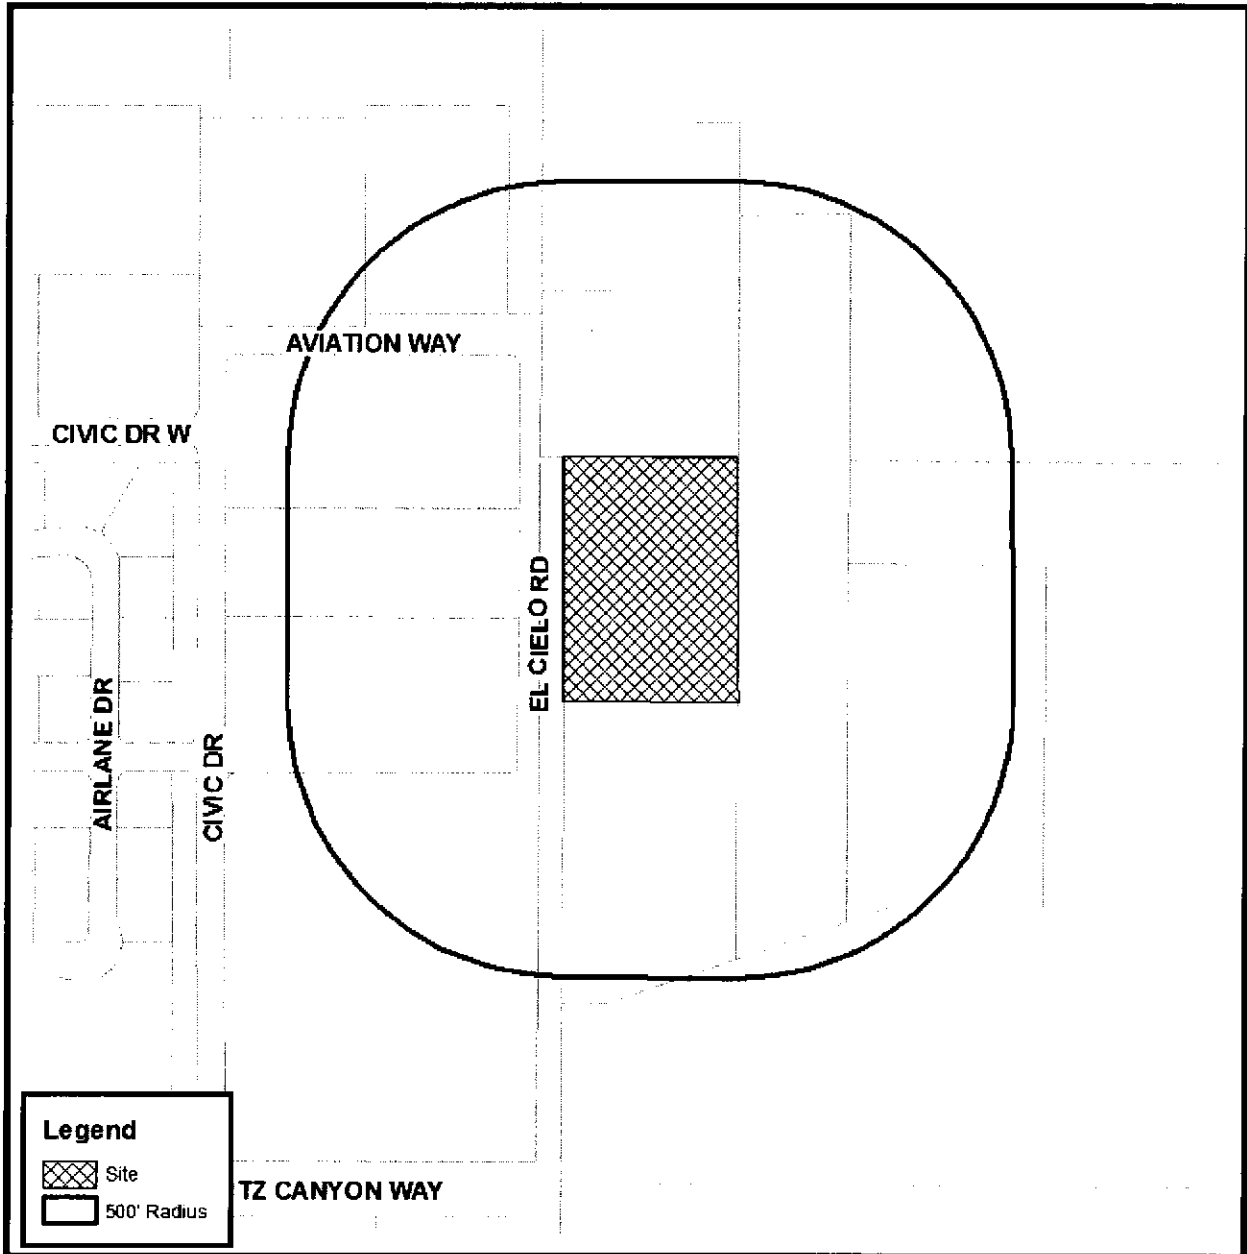 AVIATION WAY
CIVIC DR W
EL CIELO RD
AIRLANE DR
CIVIC DR
Legend
Site
500' Radius
TZ CANYON WAY